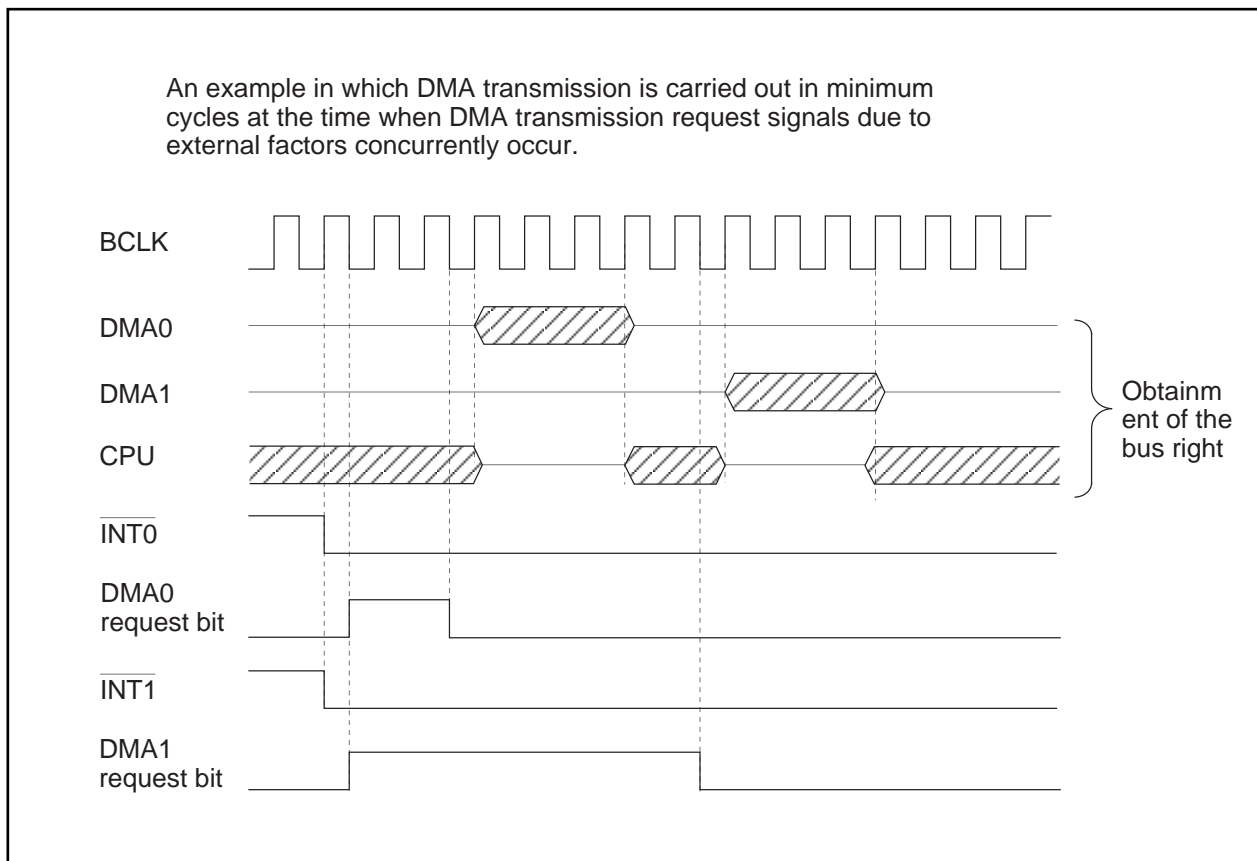 An example in which DMA transmission is carried out in minimum
cycles at the time when DMA transmission request signals due to
external factors concurrently occur.
BCLK
DMA0
DMA1
CPU
Obtainm
ent of the
bus right
INT0
DMA0
request bit
INT1
DMA1
request bit